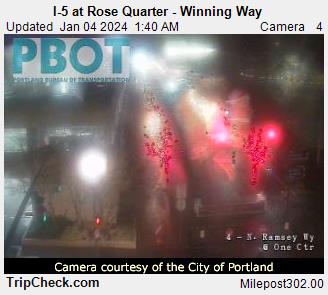 I-5 at Rose Quarter - Winning Way
Updated Jan 04 2024 1:40 AM Camera 4
PBOT
PORTLAND BUREAU OF TRANSPORTATION
4 - N. Ramsey Wy
@ One Ctr
Camera courtesy of the City of Portland
TripCheck.com Milepost302.00